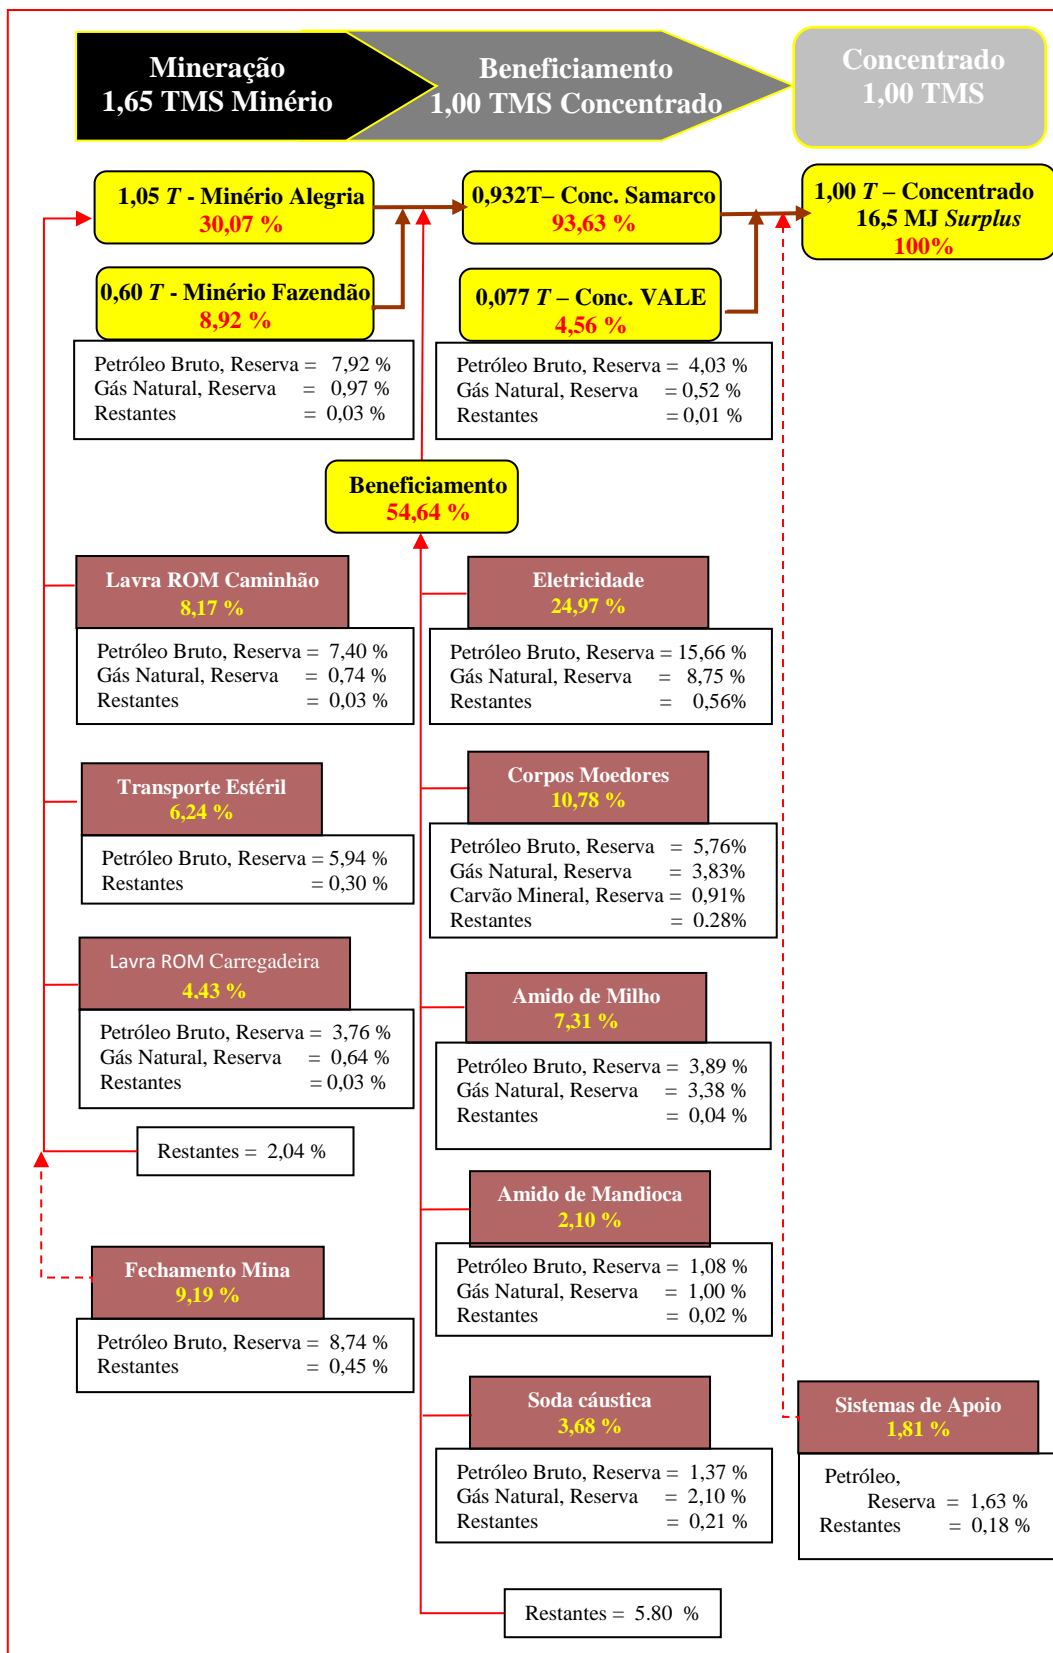 Mineração
1,65 TMS Minério
Beneficiamento
1,00 TMS Concentrado
Concentrado
1,00 TMS
1,05 T - Minério Alegria
30,07 %
0,932T– Conc. Samarco
93,63 %
1,00 T – Concentrado
16,5 MJ Surplus
100%
0,60 T - Minério Fazendão
8,92 %
0,077 T – Conc. VALE
4,56 %
Petróleo Bruto, Reserva = 7,92 %
Gás Natural, Reserva = 0,97 %
Restantes = 0,03 %
Petróleo Bruto, Reserva = 4,03 %
Gás Natural, Reserva = 0,52 %
Restantes = 0,01 %
Beneficiamento
54,64 %
Lavra ROM Caminhão
8,17 %
Petróleo Bruto, Reserva = 7,40 %
Gás Natural, Reserva = 0,74 %
Restantes = 0,03 %
Transporte Estéril
6,24 %
Petróleo Bruto, Reserva = 5,94 %
Restantes = 0,30 %
Lavra ROM Carregadeira
4,43 %
Petróleo Bruto, Reserva = 3,76 %
Gás Natural, Reserva = 0,64 %
Restantes = 0,03 %
Restantes = 2,04 %
Fechamento Mina
9,19 %
Petróleo Bruto, Reserva = 8,74 %
Restantes = 0,45 %
Eletricidade
24,97 %
Petróleo Bruto, Reserva = 15,66 %
Gás Natural, Reserva = 8,75 %
Restantes = 0,56%
Corpos Moedores
10,78 %
Petróleo Bruto, Reserva = 5,76%
Gás Natural, Reserva = 3,83%
Carvão Mineral, Reserva = 0,91%
Restantes = 0,28%
Amido de Milho
7,31 %
Petróleo Bruto, Reserva = 3,89 %
Gás Natural, Reserva = 3,38 %
Restantes = 0,04 %
Amido de Mandioca
2,10 %
Petróleo Bruto, Reserva = 1,08 %
Gás Natural, Reserva = 1,00 %
Restantes = 0,02 %
Soda cáustica
3,68 %
Petróleo Bruto, Reserva = 1,37 %
Gás Natural, Reserva = 2,10 %
Restantes = 0,21 %
Restantes = 5.80 %
Sistemas de Apoio
1,81 %
Petróleo,
Reserva = 1,63 %
Restantes = 0,18 %